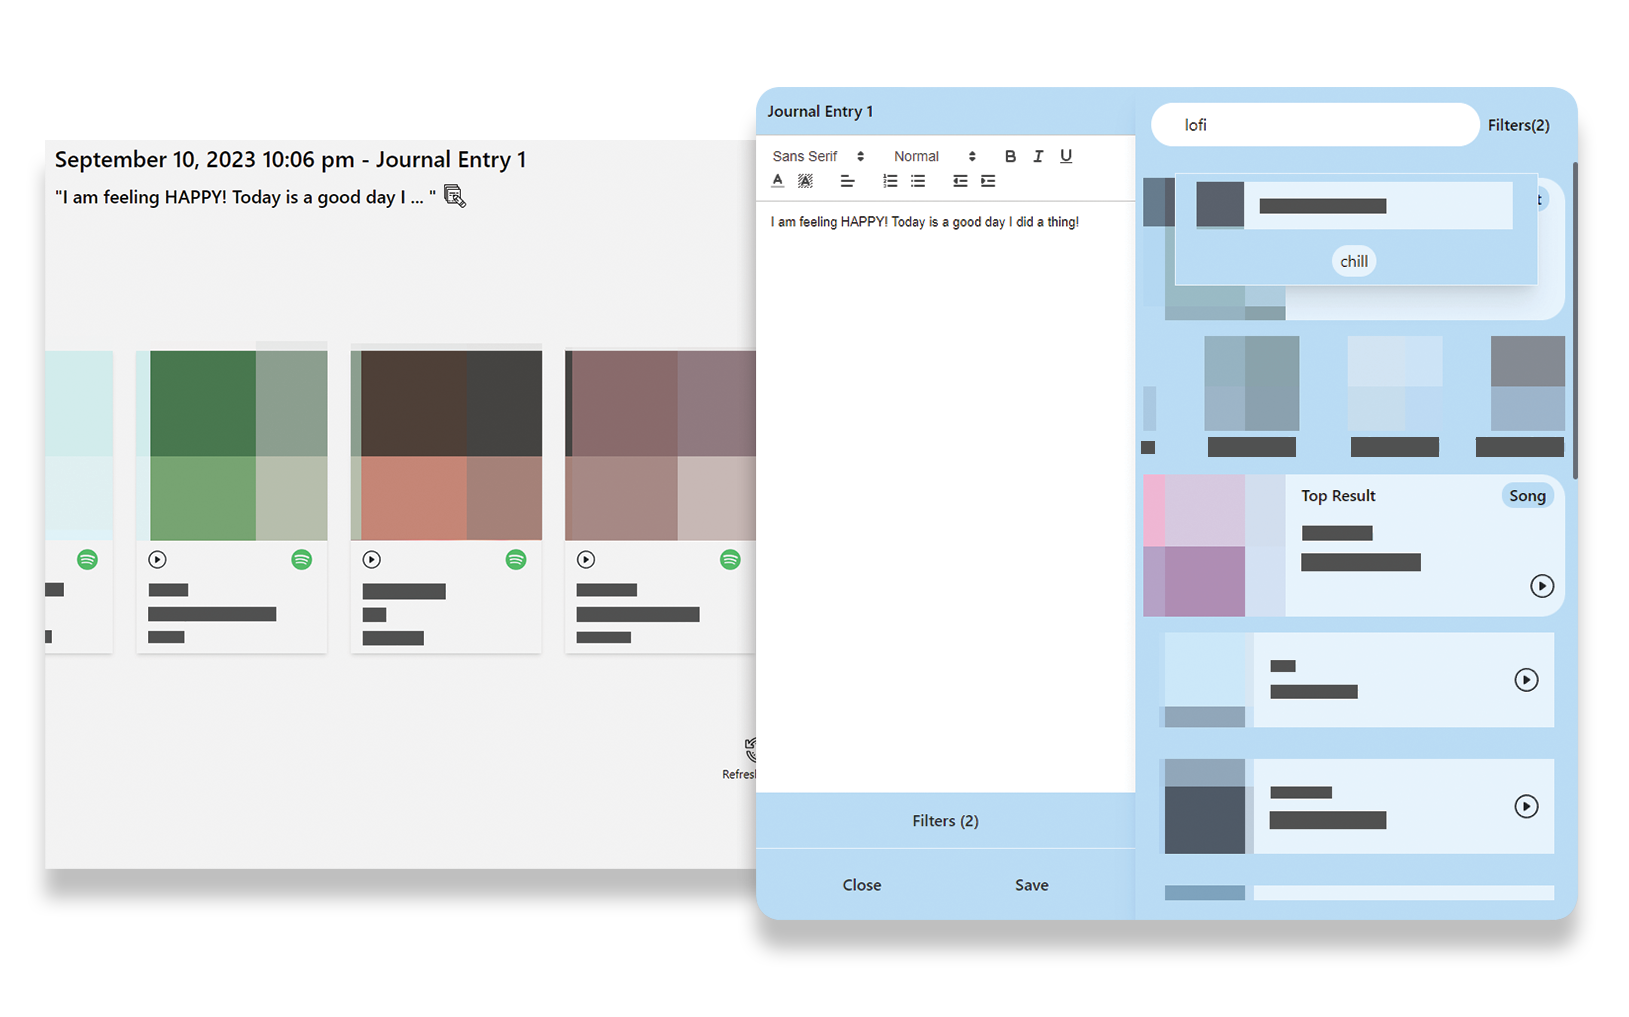 September 10, 2023 10:06 pm - Journal Entry 1
"I am feeling HAPPY! Today is a good day I ... "
Journal Entry 1
Sans Serif
Normal
B I U
A A
I am feeling HAPPY! Today is a good day I did a thing!
Filters (2)
Close
Save
lofi
Filters(2)
chill
Top Result
Song